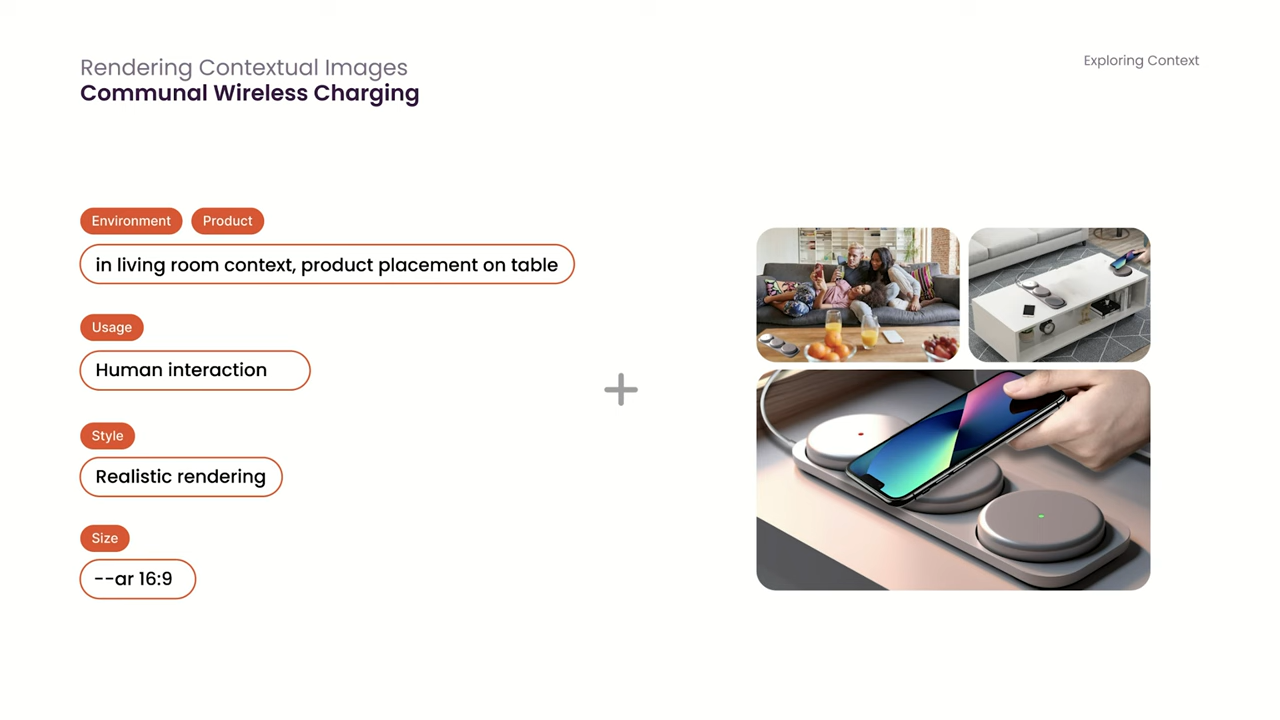 Rendering Contextual Images
Communal Wireless Charging
Exploring Context
Environment
Product
in living room context, product placement on table
Usage
Human interaction
Style
Realistic rendering
Size
--ar 16:9